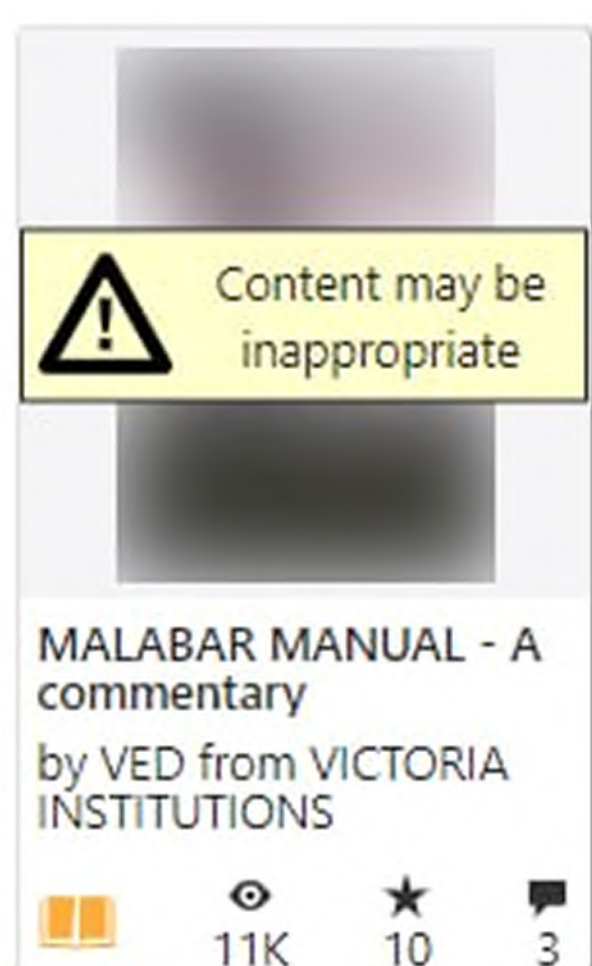 Content may be
inappropriate
MALABAR MANUAL - A
commentary
by VED from VICTORIA
INSTITUTIONS
11K 10 3